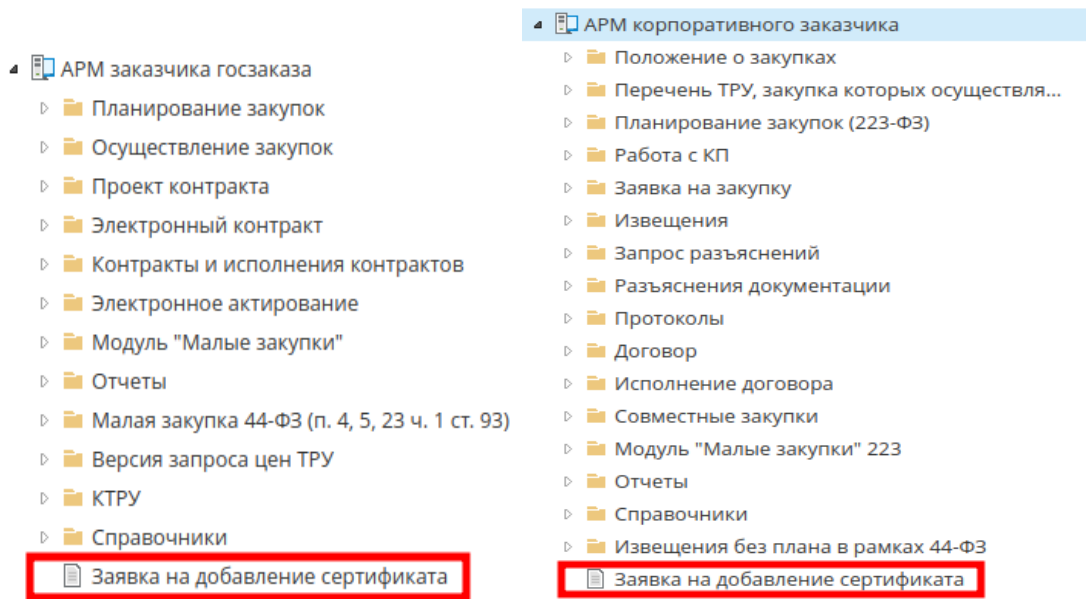 АРМ заказчика госзаказа
Планирование закупок
Осуществление закупок
Проект контракта
Электронный контракт
Контракты и исполнения контрактов
Электронное актирование
Модуль "Малые закупки"
Отчеты
Малая закупка 44-ФЗ (п. 4, 5, 23 ч. 1 ст. 93)
Версия запроса цен ТРУ
КТРУ
Справочники
Заявка на добавление сертификата
АРМ корпоративного заказчика
Положение о закупках
Перечень ТРУ, закупка которых осуществля...
Планирование закупок (223-ФЗ)
Работа с КП
Заявка на закупку
Извещения
Запрос разъяснений
Разъяснения документации
Протоколы
Договор
Исполнение договора
Совместные закупки
Модуль "Малые закупки" 223
Отчеты
Справочники
Извещения без плана в рамках 44-ФЗ
Заявка на добавление сертификата